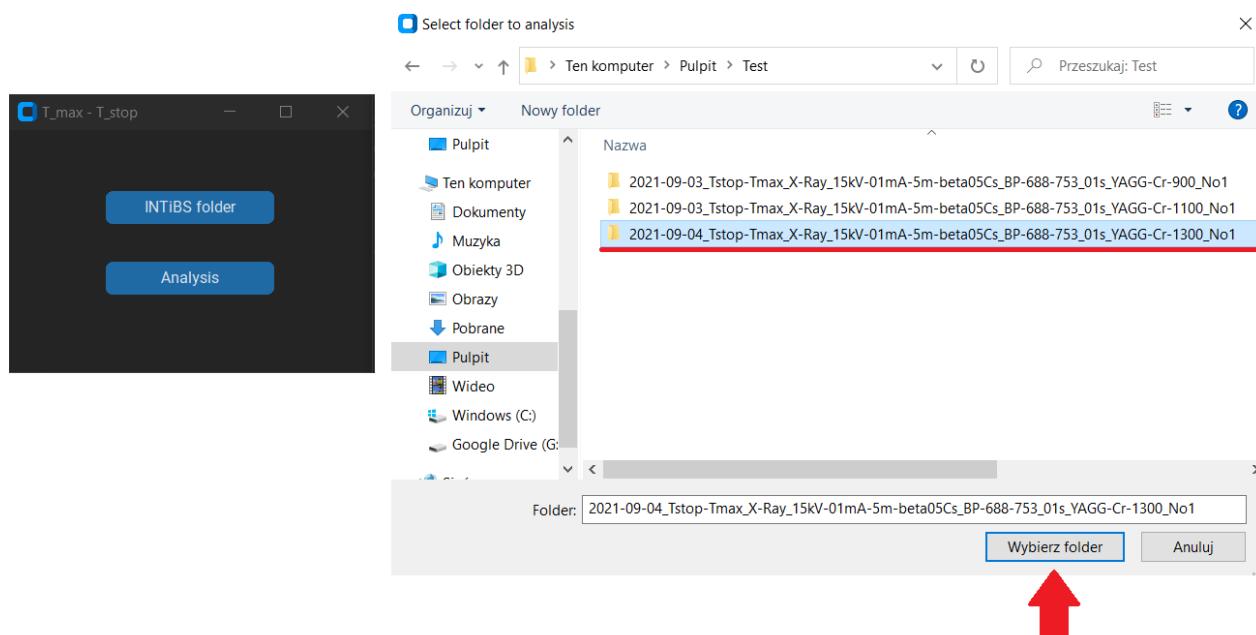 T_max - T_stop
INTiBS folder
Analysis
Select folder to analysis
Ten komputer > Pulpit > Test
Przeszukaj: Test
Organizuj
Nowy folder
Pulpit
Ten komputer
Dokumenty
Muzyka
Obiekty 3D
Obrazy
Pobrane
Pulpit
Wideo
Windows (C:)
Google Drive (G:
Nazwa
2021-09-03_Tstop-Tmax_X-Ray_15kV-01mA-5m-beta05Cs_BP-688-753_01s_YAGG-Cr-900_No1
2021-09-03_Tstop-Tmax_X-Ray_15kV-01mA-5m-beta05Cs_BP-688-753_01s_YAGG-Cr-1100_No1
2021-09-04_Tstop-Tmax_X-Ray_15kV-01mA-5m-beta05Cs_BP-688-753_01s_YAGG-Cr-1300_No1
Folder: 2021-09-04_Tstop-Tmax_X-Ray_15kV-01mA-5m-beta05Cs_BP-688-753_01s_YAGG-Cr-1300_No1
Wybierz folder
Anuluj